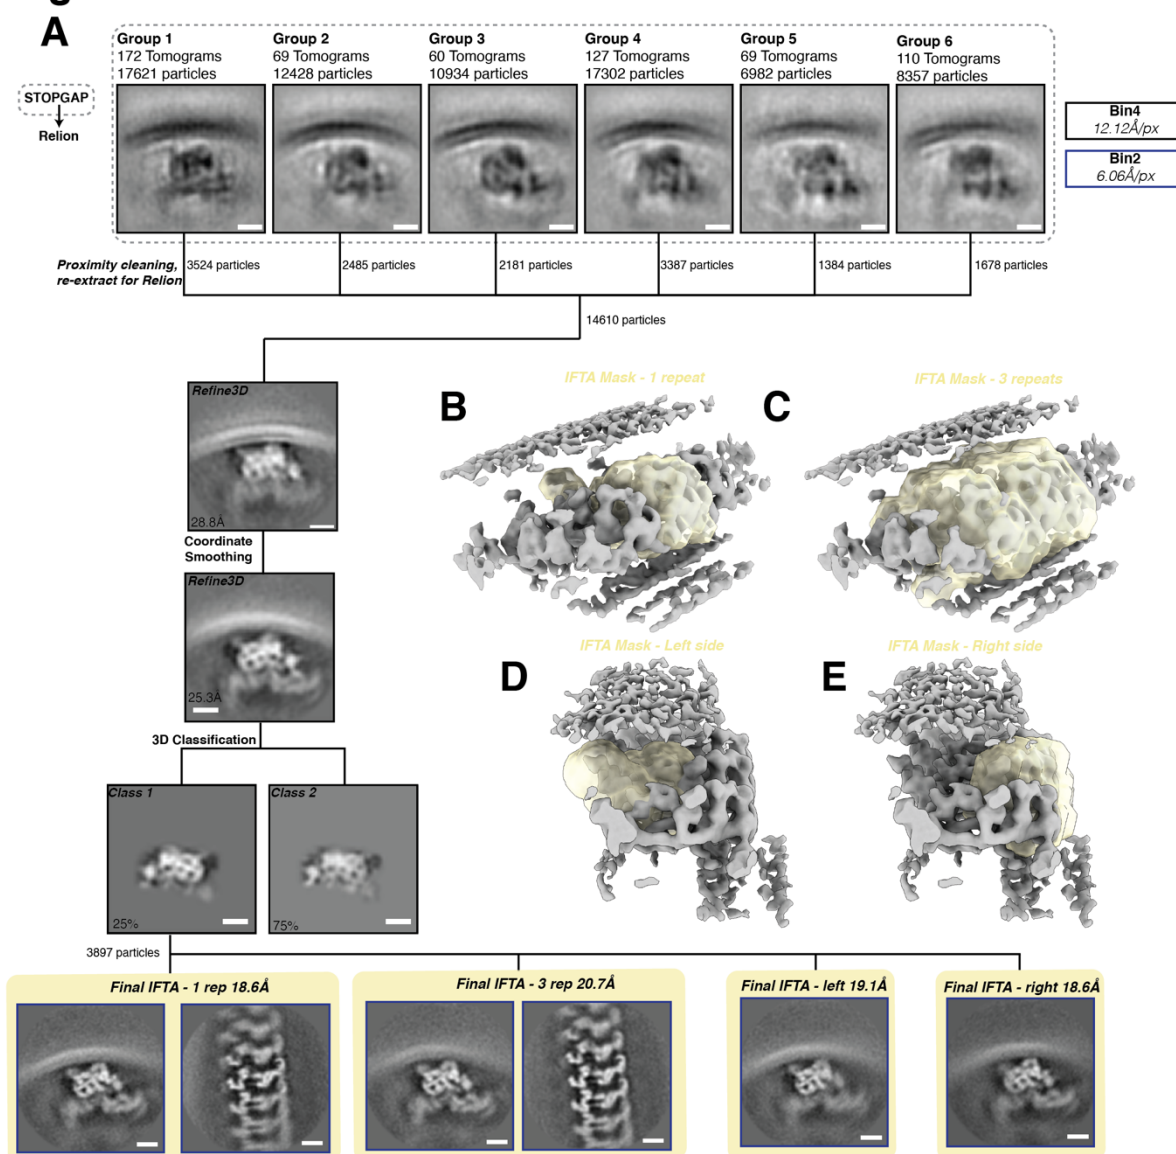 A
Group 1
172 Tomograms
17621 particles
Group 2
69 Tomograms
12428 particles
Group 3
60 Tomograms
10934 particles
Group 4
127 Tomograms
17302 particles
Group 5
69 Tomograms
6982 particles
Group 6
110 Tomograms
8357 particles
STOPGAP
Relion
Bin4
12.12Å/px
Bin2
6.06Å/px
Proximity cleaning,
re-extract for Relion
3524 particles
2485 particles
2181 particles
3387 particles
1384 particles
1678 particles
14610 particles
Refine3D
28.8Å
Coordinate
Smoothing
Refine3D
25.3Å
3D Classification
Class 1
25%
Class 2
75%
B
IFTA Mask - 1 repeat
C
IFTA Mask - 3 repeats
D
IFTA Mask - Left side
E
IFTA Mask - Right side
3897 particles
Final IFTA - 1 rep 18.6Å
Final IFTA - 3 rep 20.7Å
Final IFTA - left 19.1Å
Final IFTA - right 18.6Å